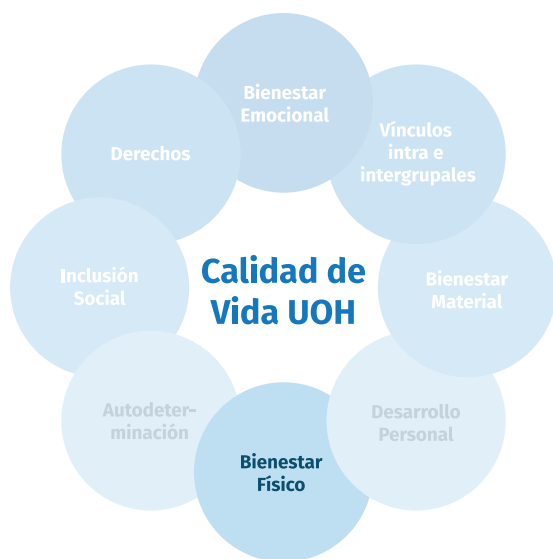 Bienestar
Emocional
Vínculos
intra e
intergrupales
Derechos
Calidad de
Vida UOH
Inclusión
Social
Bienestar
Material
Autodeter-
minación
Desarrollo
Personal
Bienestar
Físico